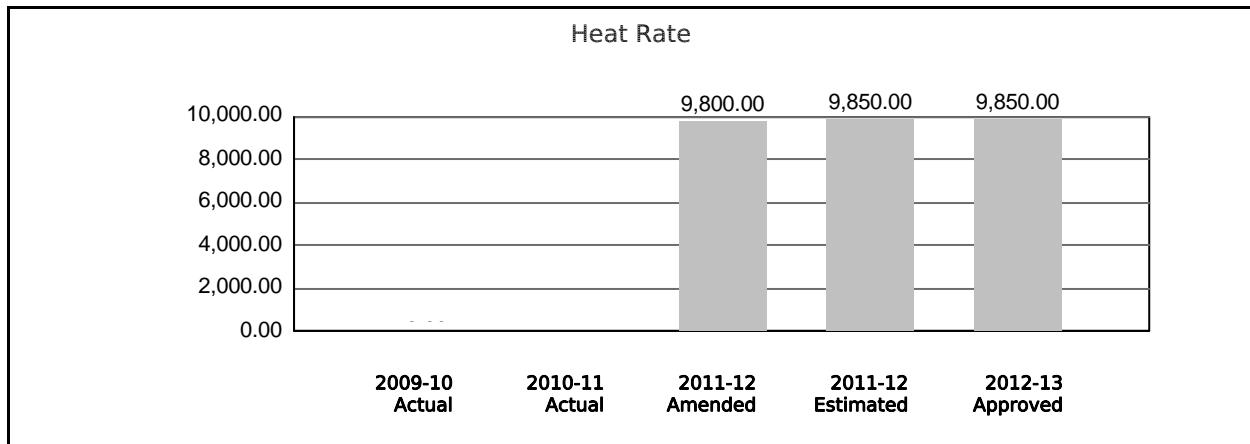 Heat Rate
9,800.00
9,850.00
9,850.00
10,000.00
8,000.00
6,000.00
4,000.00
2,000.00
0.00
2009-10
Actual
2010-11
Actual
2011-12
Amended
2011-12
Estimated
2012-13
Approved